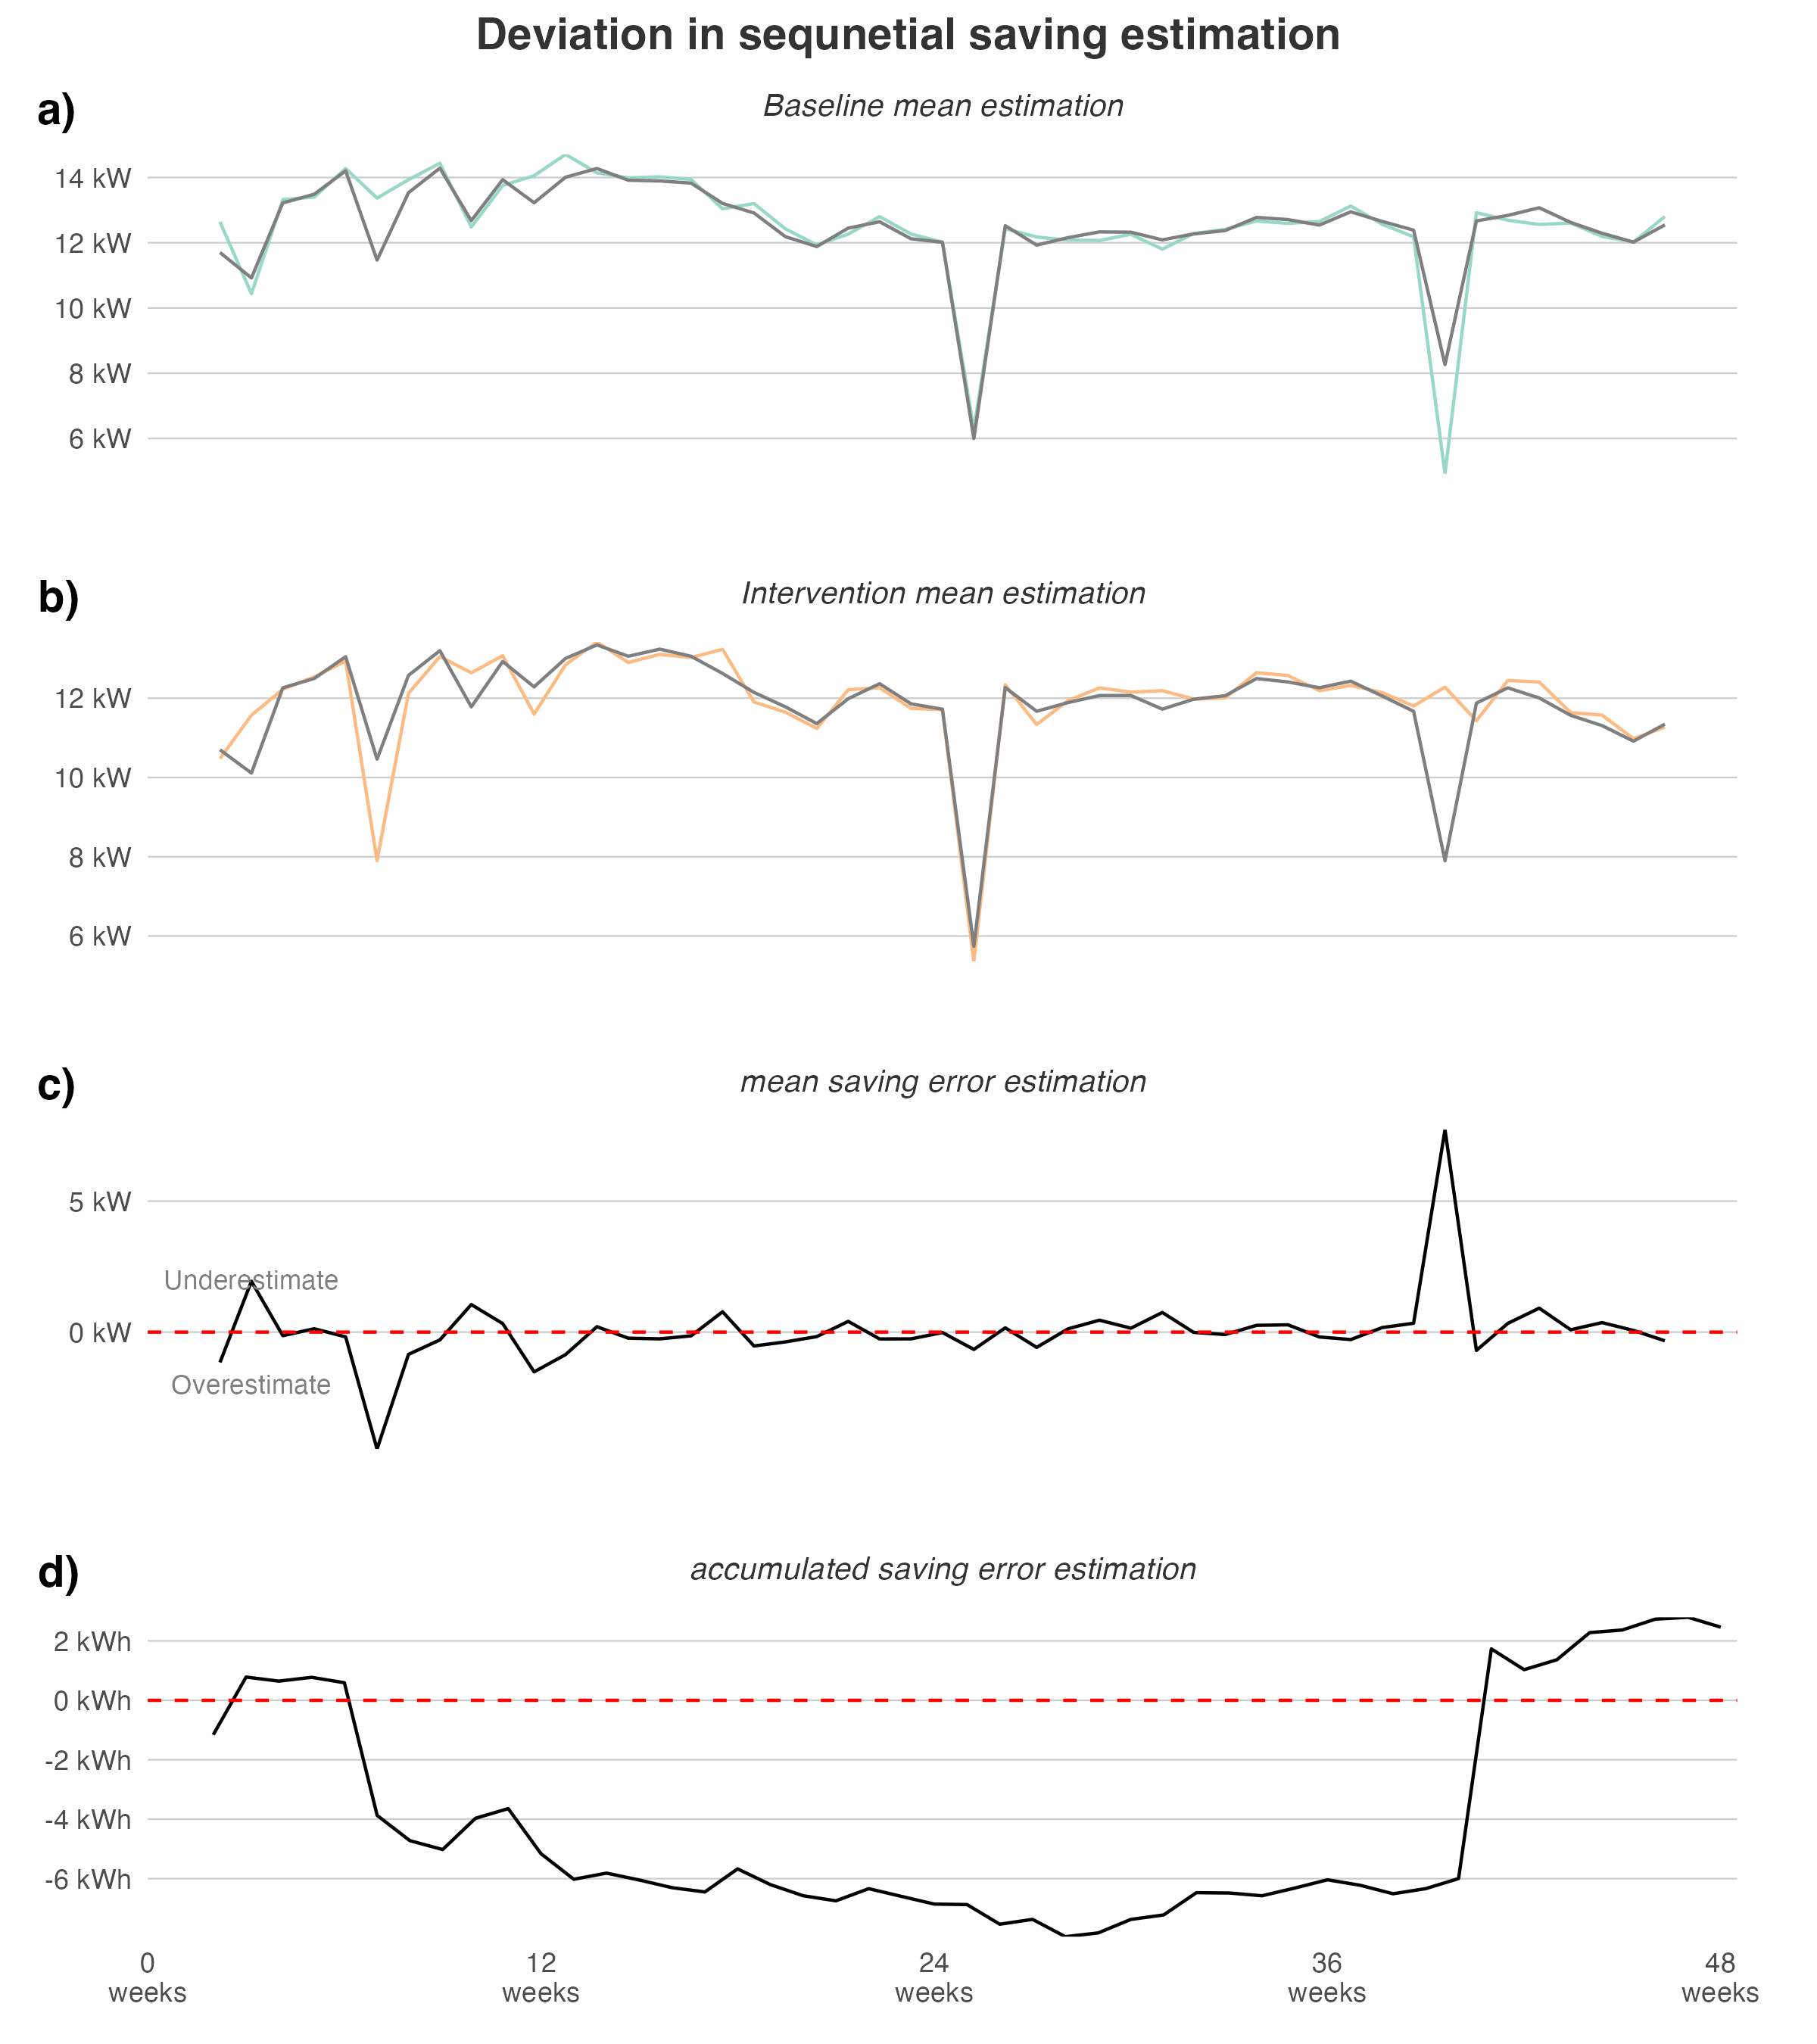 Deviation in sequnetial saving estimation
a)
Baseline mean estimation
14 kW
12 kW
10 kW
8 kW
6 kW
b)
Intervention mean estimation
12 kW
10 kW
8 kW
6 kW
c)
mean saving error estimation
5 kW
Underestimate
0 kW
Overestimate
d)
accumulated saving error estimation
2 kWh
0 kWh
-2 kWh
-4 kWh
-6 kWh
0 12 24 36 48
weeks weeks weeks weeks weeks